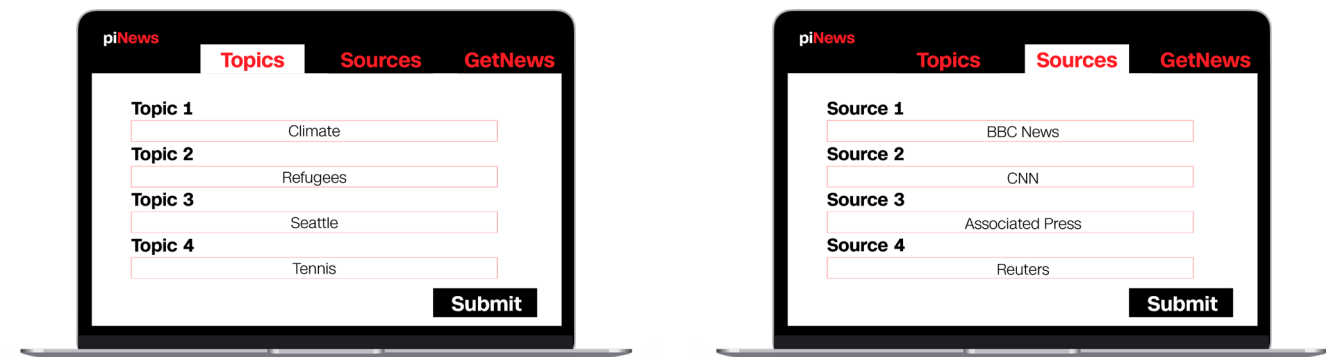 piNews
Topics Sources GetNews
Topic 1
Climate
Topic 2
Refugees
Topic 3
Seattle
Topic 4
Tennis
Submit
piNews
Topics Sources GetNews
Source 1
BBC News
Source 2
CNN
Source 3
Associated Press
Source 4
Reuters
Submit